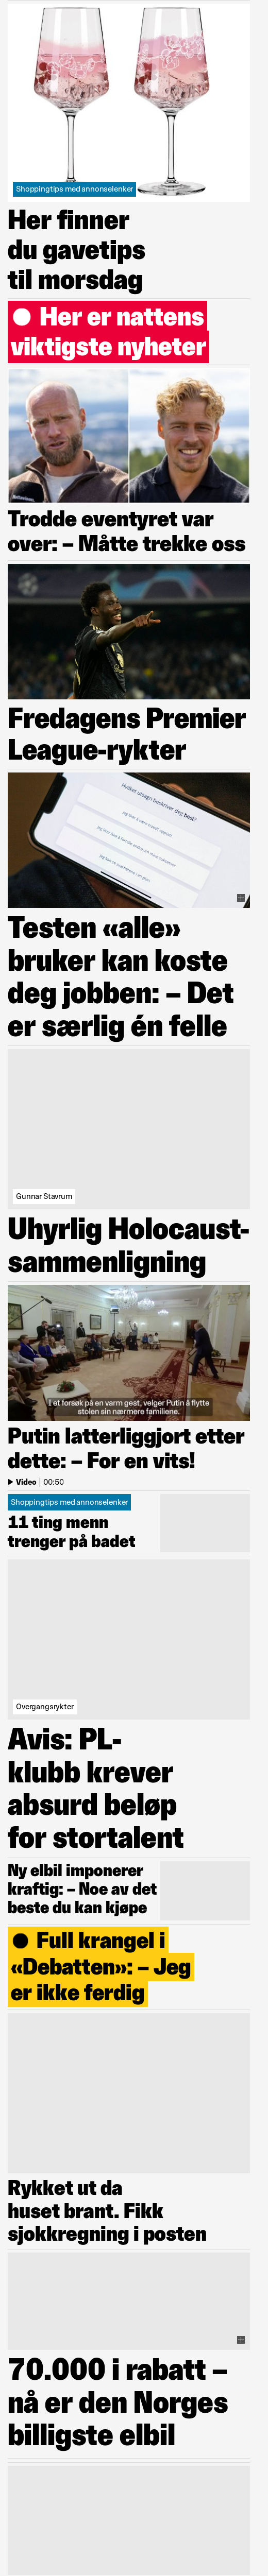 Shoppingtips med annonselenker
Her finner
du gavetips
til morsdag
Her er nattens
viktigste nyheter
Trodde eventyret var
over: – Måtte trekke oss
Fredagens Premier
League-rykter
Hvilket utsagn beskriver deg best?
Testen «alle»
bruker kan koste
deg jobben: – Det
er særlig én felle
Gunnar Stavrum
Uhyrlig Holocaust-
sammenligning
I et forsøk på en varm gest, velger Putin å flytte
stolen sin nærmere familiene.
Putin latterliggjort etter
dette: – For en vits!
Video | 00:50
Shoppingtips med annonselenker
11 ting menn
trenger på badet
Overgangsrykter
Avis: PL-
klubb krever
absurd beløp
for stortalent
Ny elbil imponerer
kraftig: – Noe av det
beste du kan kjøpe
Full krangel i
«Debatten»: – Jeg
er ikke ferdig
Rykket ut da
huset brant. Fikk
sjokkregning i posten
70.000 i rabatt –
nå er den Norges
billigste elbil